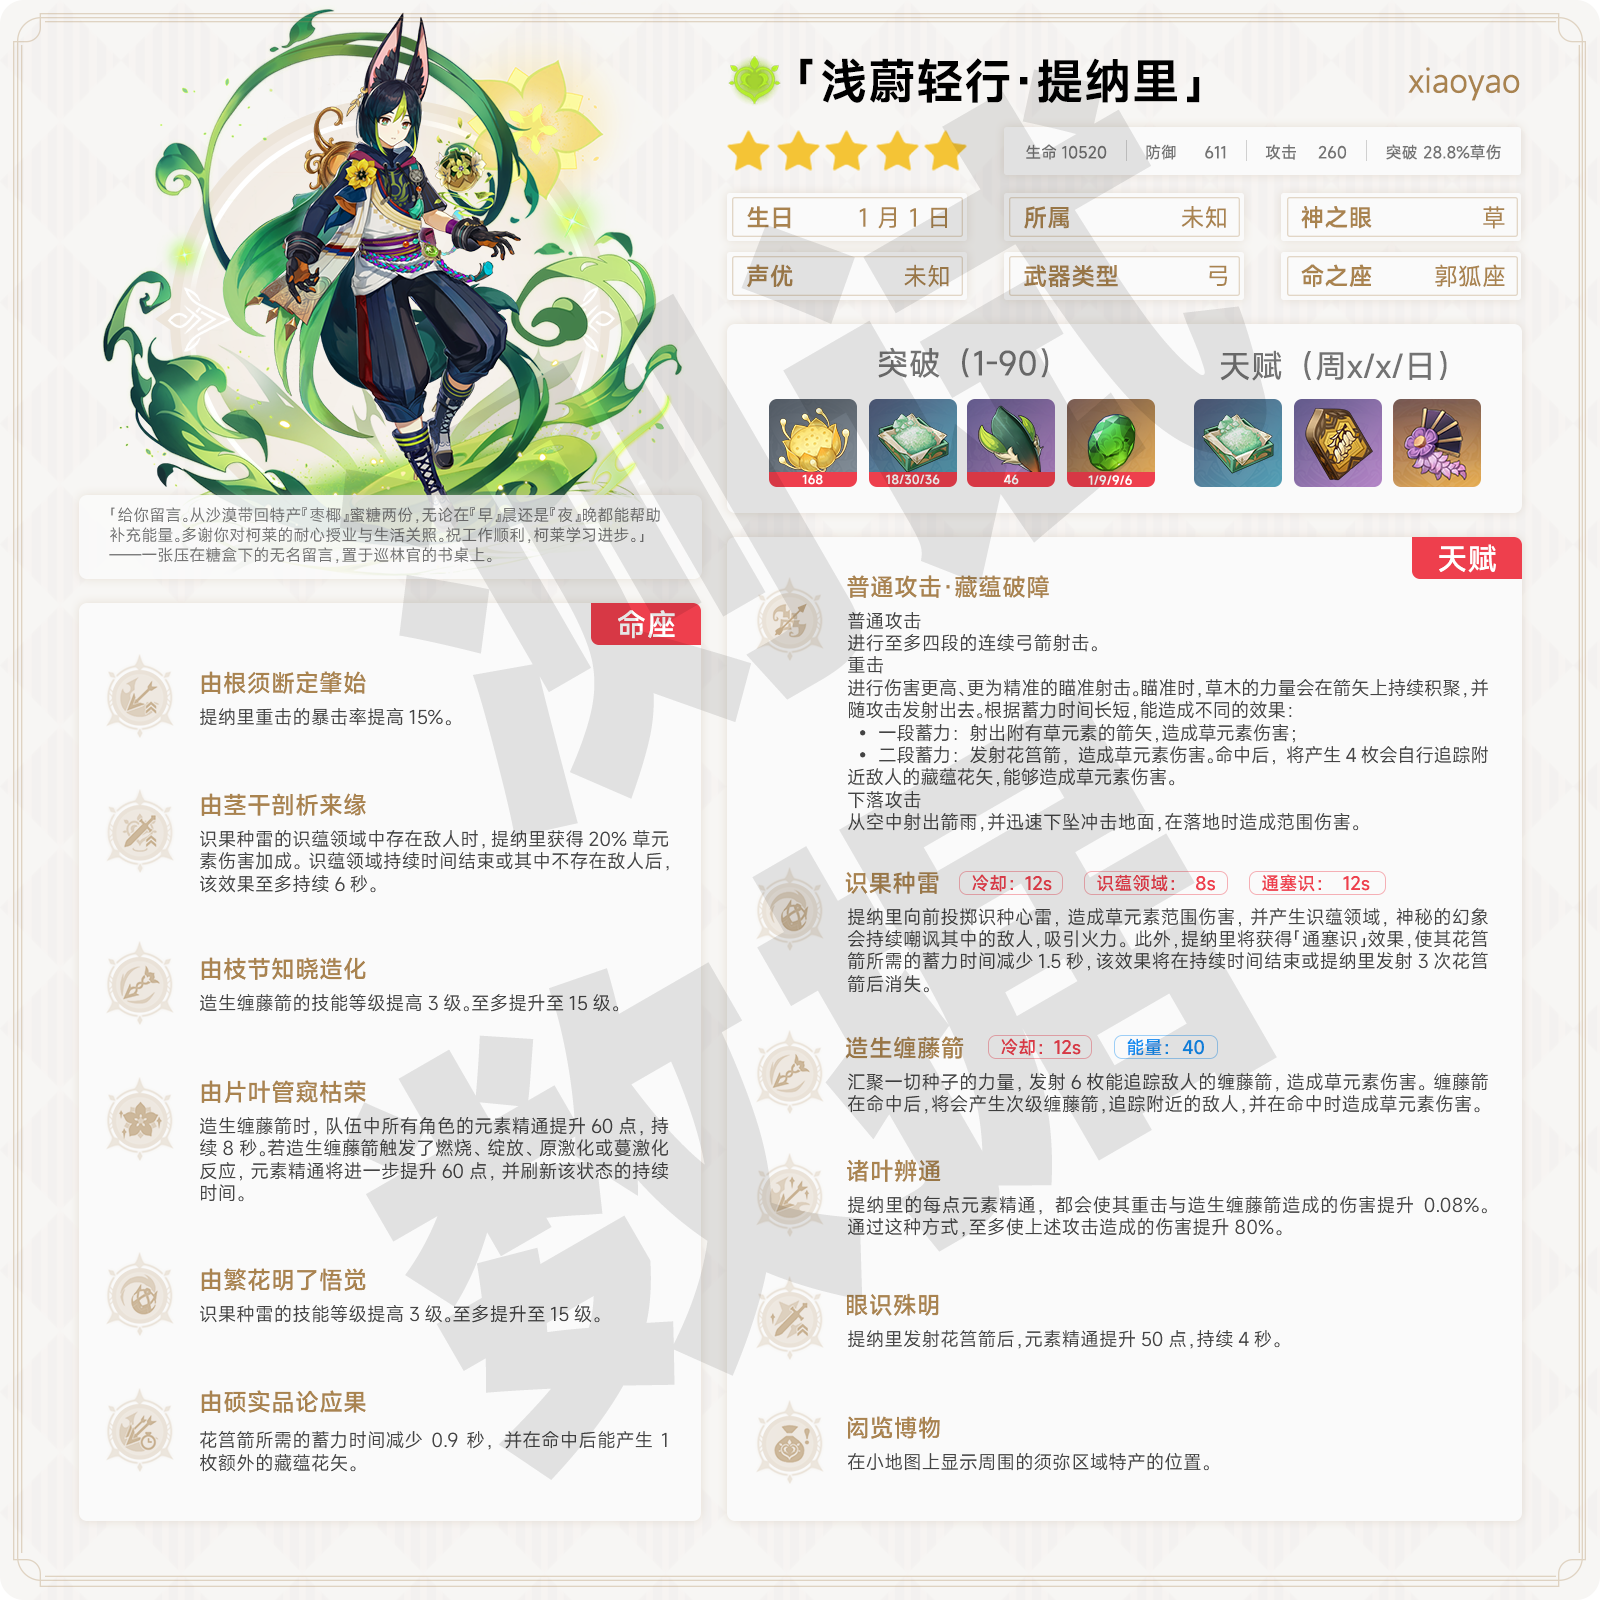 「浅蔚轻行·提纳里」
xiaoyao
生命 10520 防御 611 攻击 260 突破 28.8%草伤
生日 1 月 1 日 所属 未知 神之眼 草
声优 未知 武器类型 弓 命之座 郭狐座
突破（1-90） 天赋（周x/x/日）
168 18/30/36 46 1/9/9/6
「给你留言。从沙漠带回特产『枣椰』蜜糖两份，无论在『早』晨还是『夜』晚都能帮助
补充能量。多谢你对柯莱的耐心授业与生活关照。祝工作顺利，柯莱学习进步。」
——一张压在糖盒下的无名留言，置于巡林官的书桌上。
命座
由根须断定肇始
提纳里重击的暴击率提高 15%。
由茎干剖析来缘
识果种雷的识蕴领域中存在敌人时，提纳里获得 20% 草元
素伤害加成。识蕴领域持续时间结束或其中不存在敌人后，
该效果至多持续 6 秒。
由枝节知晓造化
造生缠藤箭的技能等级提高 3 级。至多提升至 15 级。
由片叶管窥枯荣
造生缠藤箭时，队伍中所有角色的元素精通提升 60 点，持
续 8 秒。若造生缠藤箭触发了燃烧、绽放、原激化或蔓激化
反应，元素精通将进一步提升 60 点，并刷新该状态的持续
时间。
由繁花明了悟觉
识果种雷的技能等级提高 3 级。至多提升至 15 级。
由硕实品论应果
花筥箭所需的蓄力时间减少 0.9 秒，并在命中后能产生 1
枚额外的藏蕴花矢。
天赋
普通攻击·藏蕴破障
普通攻击
进行至多四段的连续弓箭射击。
重击
进行伤害更高、更为精准的瞄准射击。瞄准时，草木的力量会在箭矢上持续积聚，并
随攻击发射出去。根据蓄力时间长短，能造成不同的效果：
• 一段蓄力：射出附有草元素的箭矢，造成草元素伤害；
• 二段蓄力：发射花筥箭，造成草元素伤害。命中后，将产生 4 枚会自行追踪附
近敌人的藏蕴花矢，能够造成草元素伤害。
下落攻击
从空中射出箭雨，并迅速下坠冲击地面，在落地时造成范围伤害。
识果种雷 冷却：12s 识蕴领域：8s 通塞识：12s
提纳里向前投掷识种心雷，造成草元素范围伤害，并产生识蕴领域，神秘的幻象
会持续嘲讽其中的敌人，吸引火力。此外，提纳里将获得「通塞识」效果，使其花筥
箭所需的蓄力时间减少 1.5 秒，该效果将在持续时间结束或提纳里发射 3 次花筥
箭后消失。
造生缠藤箭 冷却：12s 能量：40
汇聚一切种子的力量，发射 6 枚能追踪敌人的缠藤箭，造成草元素伤害。缠藤箭
在命中后，将会产生次级缠藤箭，追踪附近的敌人，并在命中时造成草元素伤害。
诸叶辨通
提纳里的每点元素精通，都会使其重击与造生缠藤箭造成的伤害提升 0.08%。
通过这种方式，至多使上述攻击造成的伤害提升 80%。
眼识殊明
提纳里发射花筥箭后，元素精通提升 50 点，持续 4 秒。
闳览博物
在小地图上显示周围的须弥区域特产的位置。
测试
数据